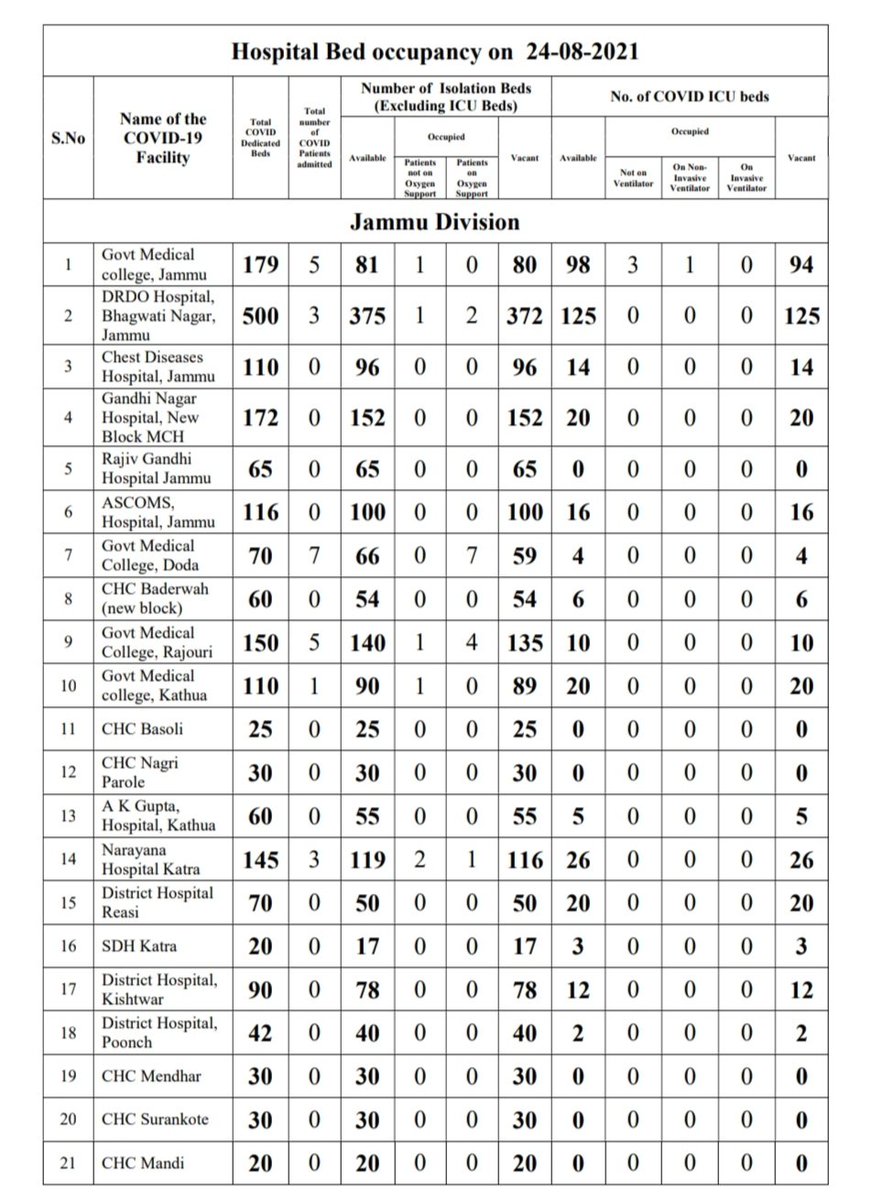 Hospital Bed occupancy on 24-08-2021
S.No
Name of the
COVID-19
Facility
Total
COVID
Dedicated
Beds
Total
number
of
COVID
Patients
admitted
Number of Isolation Beds
(Excluding ICU Beds)
Available
Occupied
Patients
not on
Oxygen
Support
Patients
on
Oxygen
Support
Vacant
No. of COVID ICU beds
Available
Occupied
Not on
Ventilator
On Non-
Invasive
Ventilator
On
Invasive
Ventilator
Vacant
Jammu Division
1 Govt Medical
college, Jammu 179 5 81 1 0 80 98 3 1 0 94
2 DRDO Hospital,
Bhagwati Nagar,
Jammu 500 3 375 1 2 372 125 0 0 0 125
3 Chest Diseases
Hospital, Jammu 110 0 96 0 0 96 14 0 0 0 14
4 Gandhi Nagar
Hospital, New
Block MCH 172 0 152 0 0 152 20 0 0 0 20
5 Rajiv Gandhi
Hospital Jammu 65 0 65 0 0 65 0 0 0 0 0
6 ASCOMS,
Hospital, Jammu 116 0 100 0 0 100 16 0 0 0 16
7 Govt Medical
College, Doda 70 7 66 0 7 59 4 0 0 0 4
8 CHC Baderwah
(new block) 60 0 54 0 0 54 6 0 0 0 6
9 Govt Medical
College, Rajouri 150 5 140 1 4 135 10 0 0 0 10
10 Govt Medical
college, Kathua 110 1 90 1 0 89 20 0 0 0 20
11 CHC Basoli 25 0 25 0 0 25 0 0 0 0 0
12 CHC Nagri
Parole 30 0 30 0 0 30 0 0 0 0 0
13 A K Gupta,
Hospital, Kathua 60 0 55 0 0 55 5 0 0 0 5
14 Narayana
Hospital Katra 145 3 119 2 1 116 26 0 0 0 26
15 District Hospital
Reasi 70 0 50 0 0 50 20 0 0 0 20
16 SDH Katra 20 0 17 0 0 17 3 0 0 0 3
17 District Hospital,
Kishtwar 90 0 78 0 0 78 12 0 0 0 12
18 District Hospital,
Poonch 42 0 40 0 0 40 2 0 0 0 2
19 CHC Mendhar 30 0 30 0 0 30 0 0 0 0 0
20 CHC Surankote 30 0 30 0 0 30 0 0 0 0 0
21 CHC Mandi 20 0 20 0 0 20 0 0 0 0 0